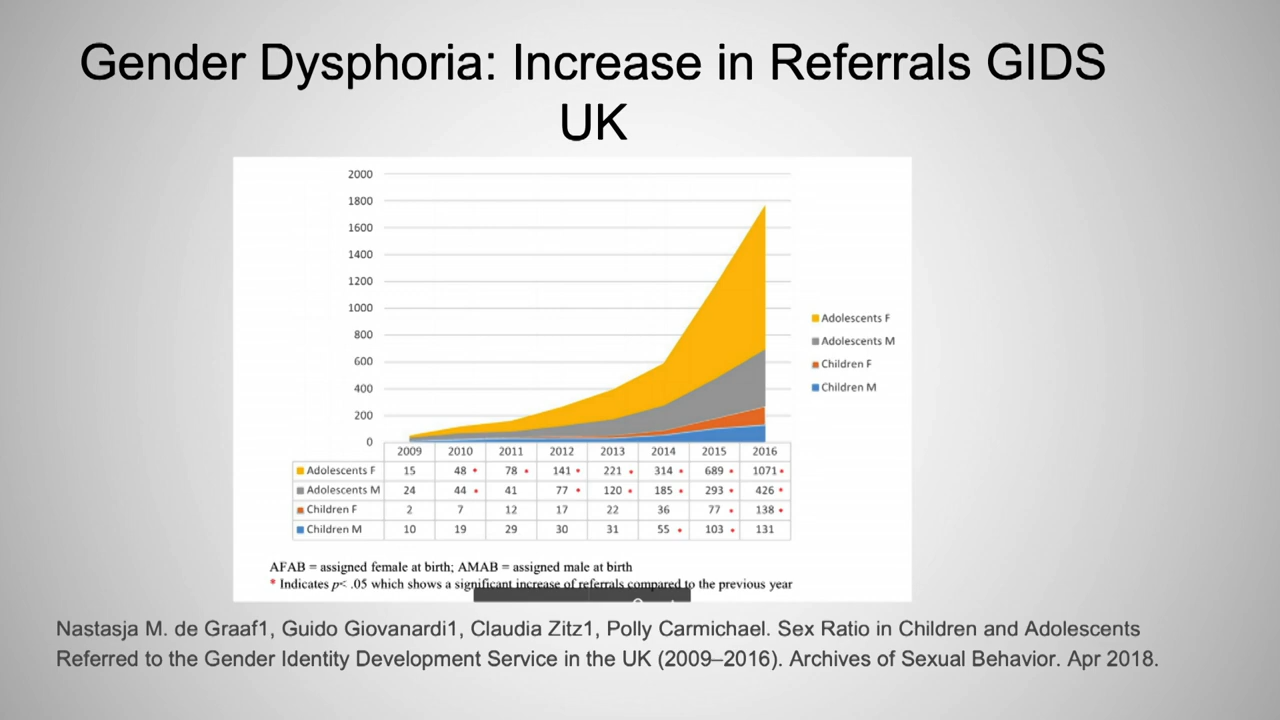 Gender Dysphoria: Increase in Referrals GIDS
UK
2000
1800
1600
1400
1200
1000
800
600
400
200
0
Adolescents F
Adolescents M
Children F
Children M
2009 2010 2011 2012 2013 2014 2015 2016
Adolescents F 15 48 * 78 * 141 * 221 * 314 * 689 * 1071 *
Adolescents M 24 44 * 41 77 * 120 * 185 * 293 * 426 *
Children F 2 7 12 17 22 36 77 * 138 *
Children M 10 19 29 30 31 55 * 103 * 131
AFAB = assigned female at birth; AMAB = assigned male at birth
* Indicates p< .05 which shows a significant increase of referrals compared to the previous year
Nastasja M. de Graaf1, Guido Giovanardi1, Claudia Zitz1, Polly Carmichael. Sex Ratio in Children and Adolescents
Referred to the Gender Identity Development Service in the UK (2009–2016). Archives of Sexual Behavior. Apr 2018.